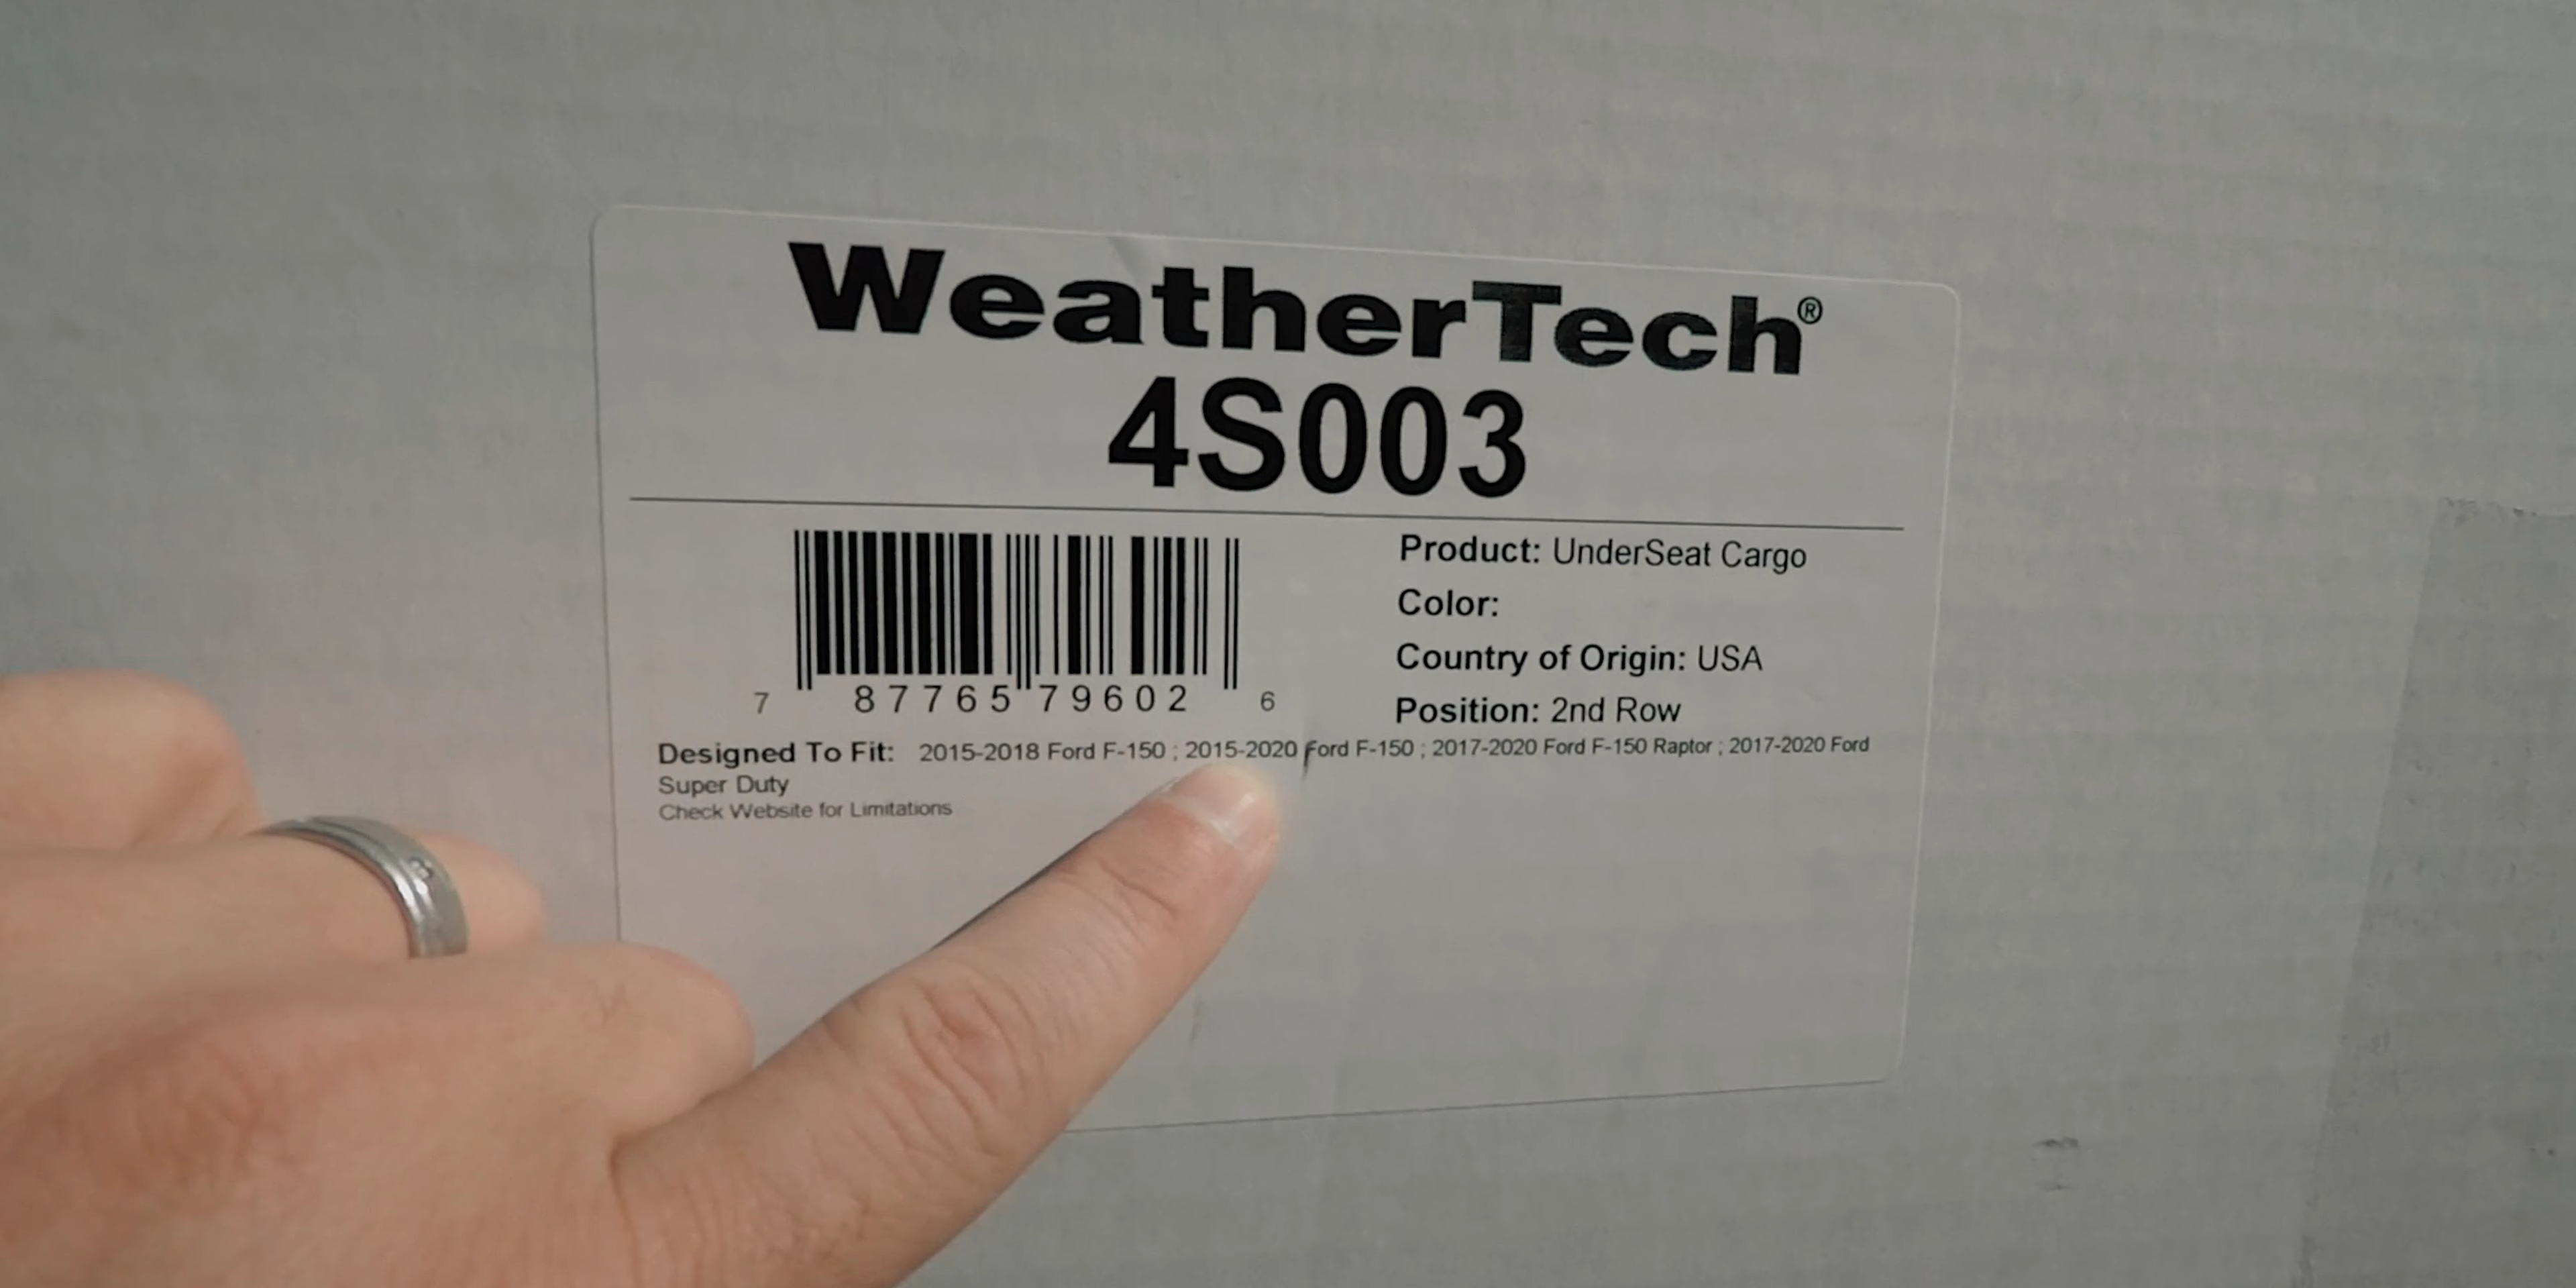 WeatherTech®
4S003
7 87765 79602 6
Product: UnderSeat Cargo
Color:
Country of Origin: USA
Position: 2nd Row
Designed To Fit: 2015-2018 Ford F-150 ; 2015-2020 Ford F-150 ; 2017-2020 Ford F-150 Raptor ; 2017-2020 Ford
Super Duty
Check Website for Limitations